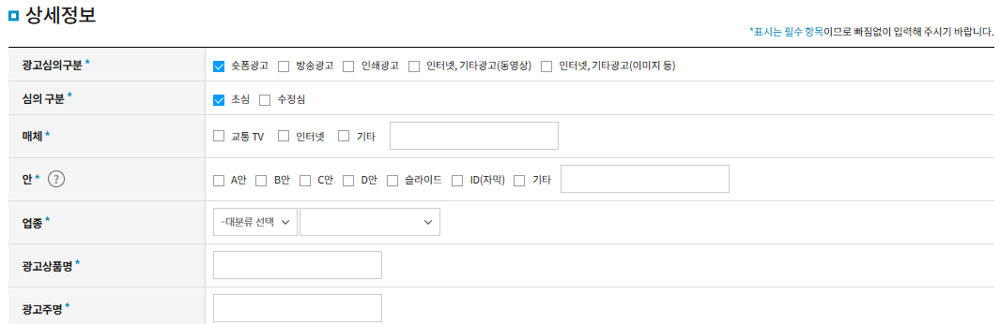 상세정보
*표시는 필수 항목이므로 빠짐없이 입력해 주시기 바랍니다.
광고심의구분 * 숏폼광고 방송광고 인쇄광고 인터넷, 기타광고(동영상) 인터넷, 기타광고(이미지 등)
심의 구분 * 초심 수정심
매체 * 교통 TV 인터넷 기타
안 * ? A안 B안 C안 D안 슬라이드 ID(자막) 기타
업종 * -대분류 선택
광고상품명 *
광고주명 *